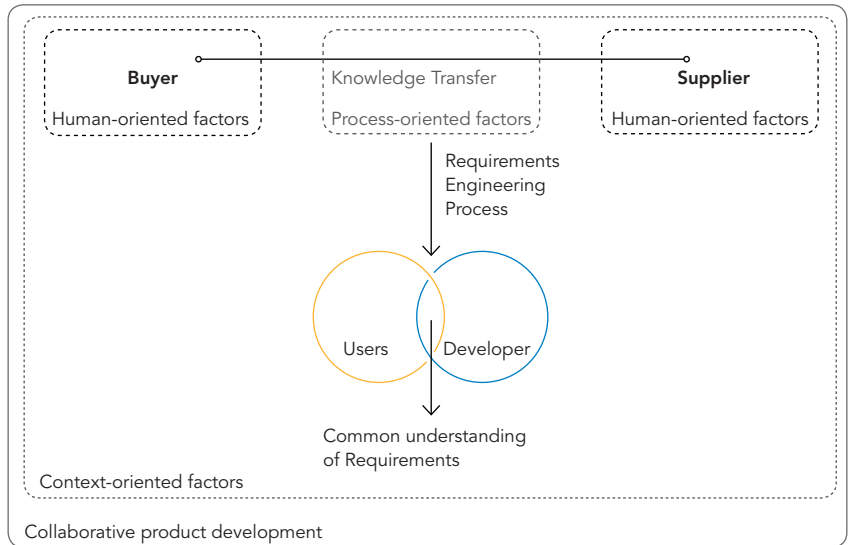 Buyer
Knowledge Transfer
Supplier
Human-oriented factors
Process-oriented factors
Human-oriented factors
Requirements
Engineering
Process
Users
Developer
Common understanding
of Requirements
Context-oriented factors
Collaborative product development